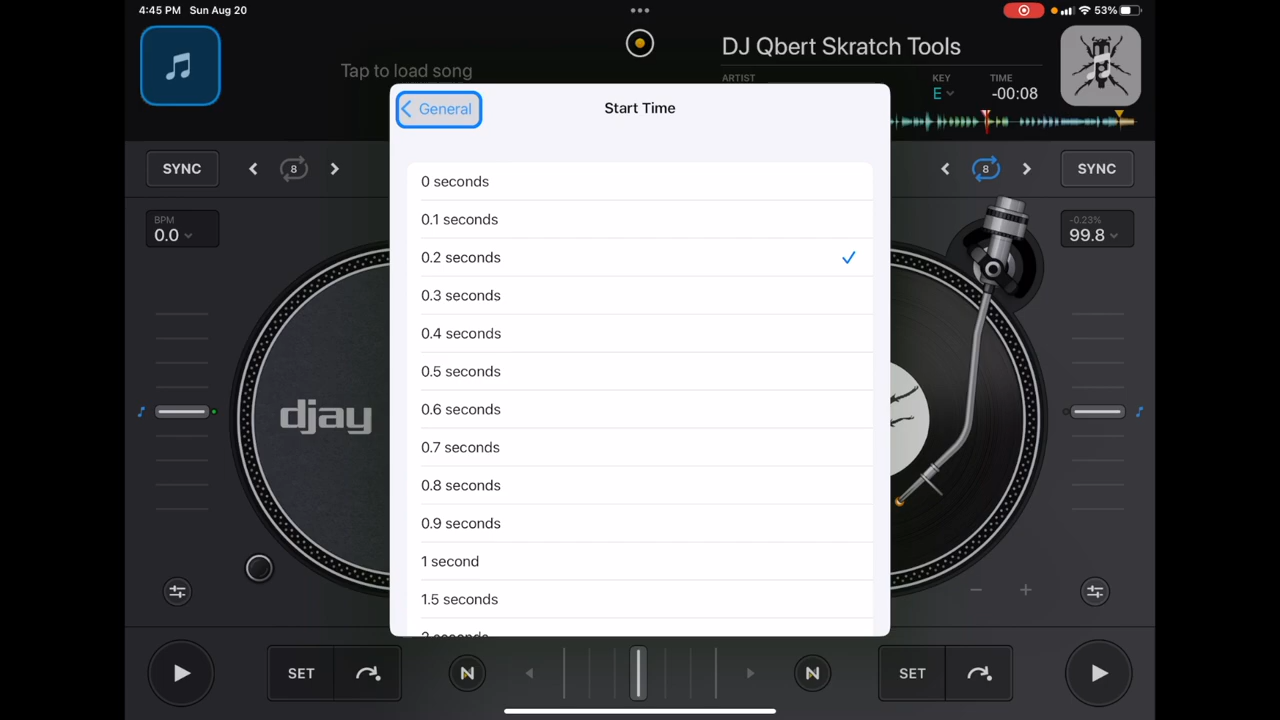 4:45 PM Sun Aug 20
53%
Tap to load song
DJ Qbert Skratch Tools
ARTIST
KEY
E
TIME
-00:08
General
Start Time
SYNC
8
8
SYNC
0 seconds
0.1 seconds
0.2 seconds
0.3 seconds
0.4 seconds
0.5 seconds
0.6 seconds
0.7 seconds
0.8 seconds
0.9 seconds
1 second
1.5 seconds
2 seconds
BPM
0.0
-0.23%
99.8
djay
SET
N
N
SET